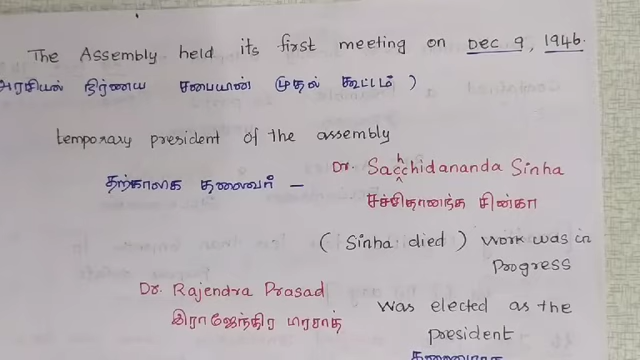 The Assembly held its first meeting on Dec 9, 1946.
அரசியல் நிர்ணய சபையின் முதல் கூட்டம் )
temporary president of the assembly
தற்காலிக தலைவர் – Dr. Sachchidananda Sinha
சச்சிதானந்த சின்கா
( Sinha died ) work was in
Progress
Dr. Rajendra Prasad was elected as the
இராஜேந்திர பிரசாத் president